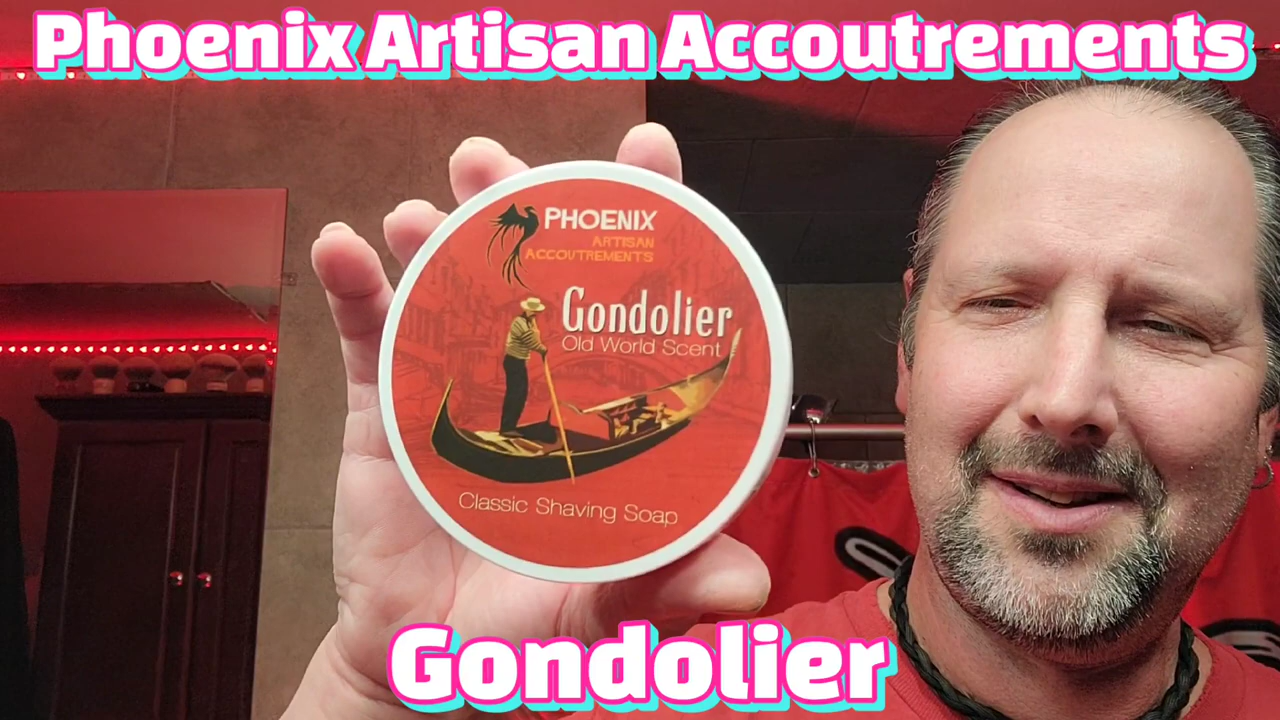 Phoenix Artisan Accoutrements
PHOENIX
ARTISAN
ACCOUTREMENTS
Gondolier
Old World Scent
Classic Shaving Soap
Gondolier